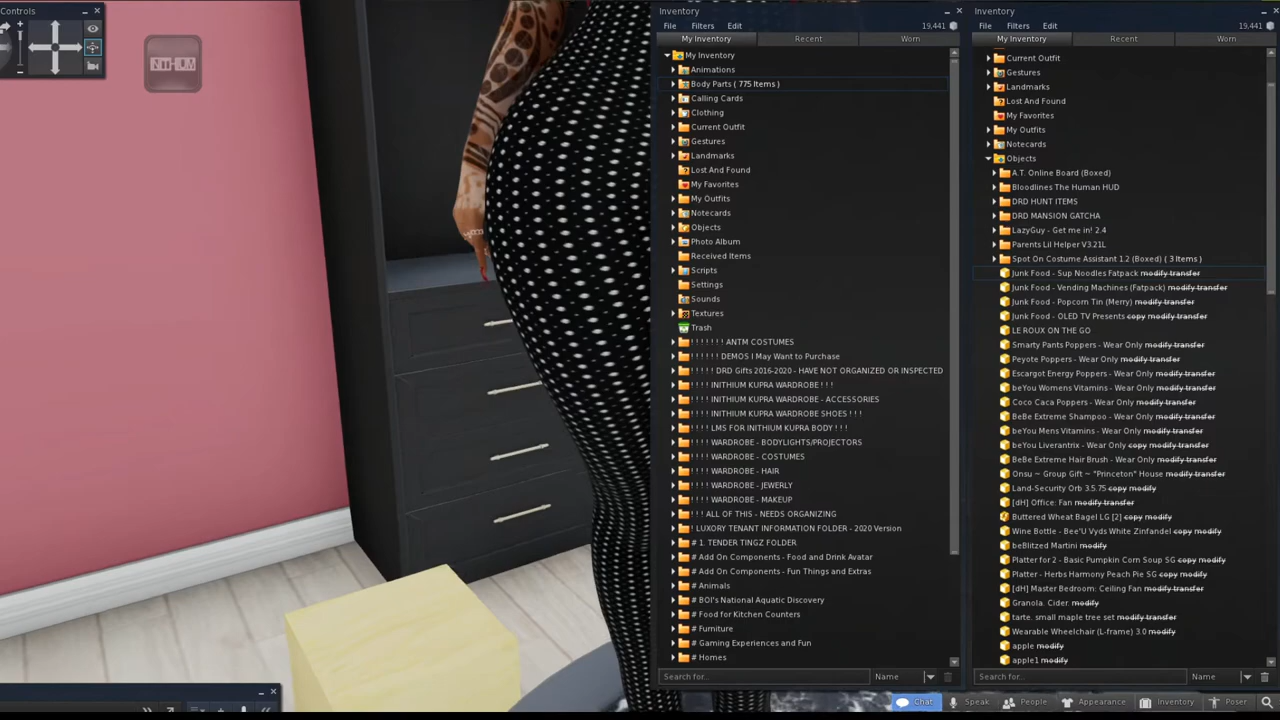 Controls
Inventory
File Filters Edit 19,441
My Inventory Recent Worn
My Inventory
Animations
Body Parts ( 775 Items )
Calling Cards
Clothing
Current Outfit
Gestures
Landmarks
Lost And Found
My Favorites
My Outfits
Notecards
Objects
Photo Album
Received Items
Scripts
Settings
Sounds
Textures
Trash
! ! ! ! ! ! ! ANTM COSTUMES
! ! ! ! ! ! DEMOS I May Want to Purchase
! ! ! ! ! DRD Gifts 2016-2020 - HAVE NOT ORGANIZED OR INSPECTED
! ! ! ! INITHIUM KUPRA WARDROBE ! ! !
! ! ! ! INITHIUM KUPRA WARDROBE - ACCESSORIES
! ! ! ! INITHIUM KUPRA WARDROBE SHOES ! ! !
! ! ! ! LMS FOR INITHIUM KUPRA BODY ! ! !
! ! ! ! WARDROBE - BODYLIGHTS/PROJECTORS
! ! ! ! WARDROBE - COSTUMES
! ! ! ! WARDROBE - HAIR
! ! ! ! WARDROBE - JEWERLY
! ! ! ! WARDROBE - MAKEUP
! ! ! ALL OF THIS - NEEDS ORGANIZING
! LUXORY TENANT INFORMATION FOLDER - 2020 Version
# 1. TENDER TINGZ FOLDER
# Add On Components - Food and Drink Avatar
# Add On Components - Fun Things and Extras
# Animals
# BOI's National Aquatic Discovery
# Food for Kitchen Counters
# Furniture
# Gaming Experiences and Fun
# Homes
Search for... Name
Inventory
File Filters Edit 19,441
My Inventory Recent Worn
Current Outfit
Gestures
Landmarks
Lost And Found
My Favorites
My Outfits
Notecards
Objects
A.T. Online Board (Boxed)
Bloodlines The Human HUD
DRD HUNT ITEMS
DRD MANSION GATCHA
LazyGuy - Get me in! 2.4
Parents Lil Helper V3.21L
Spot On Costume Assistant 1.2 (Boxed) ( 3 Items )
Junk Food - Sup Noodles Fatpack modify transfer
Junk Food - Vending Machines (Fatpack) modify transfer
Junk Food - Popcorn Tin (Merry) modify transfer
Junk Food - OLED TV Presents copy modify transfer
LE ROUX ON THE GO
Smarty Pants Poppers - Wear Only modify transfer
Peyote Poppers - Wear Only modify transfer
Escargot Energy Poppers - Wear Only modify transfer
beYou Womens Vitamins - Wear Only modify transfer
Coco Caca Poppers - Wear Only modify transfer
BeBe Extreme Shampoo - Wear Only modify transfer
beYou Mens Vitamins - Wear Only modify transfer
beYou Liverantrix - Wear Only copy modify transfer
BeBe Extreme Hair Brush - Wear Only modify transfer
Onsu ~ Group Gift ~ "Princeton" House modify transfer
Land-Security Orb 3.5.75 copy modify
[dH] Office: Fan modify transfer
Buttered Wheat Bagel LG [2] copy modify
Wine Bottle - Bee'U Vyds White Zinfandel copy modify
beBlitzed Martini modify
Platter for 2 - Basic Pumpkin Corn Soup SG copy modify
Platter - Herbs Harmony Peach Pie SG copy modify
[dH] Master Bedroom: Ceiling Fan modify transfer
Granola. Cider. modify
tarte. small maple tree set modify transfer
Wearable Wheelchair (L-frame) 3.0 modify
apple modify
apple1 modify
Search for... Name
Chat Speak People Appearance Inventory Poser